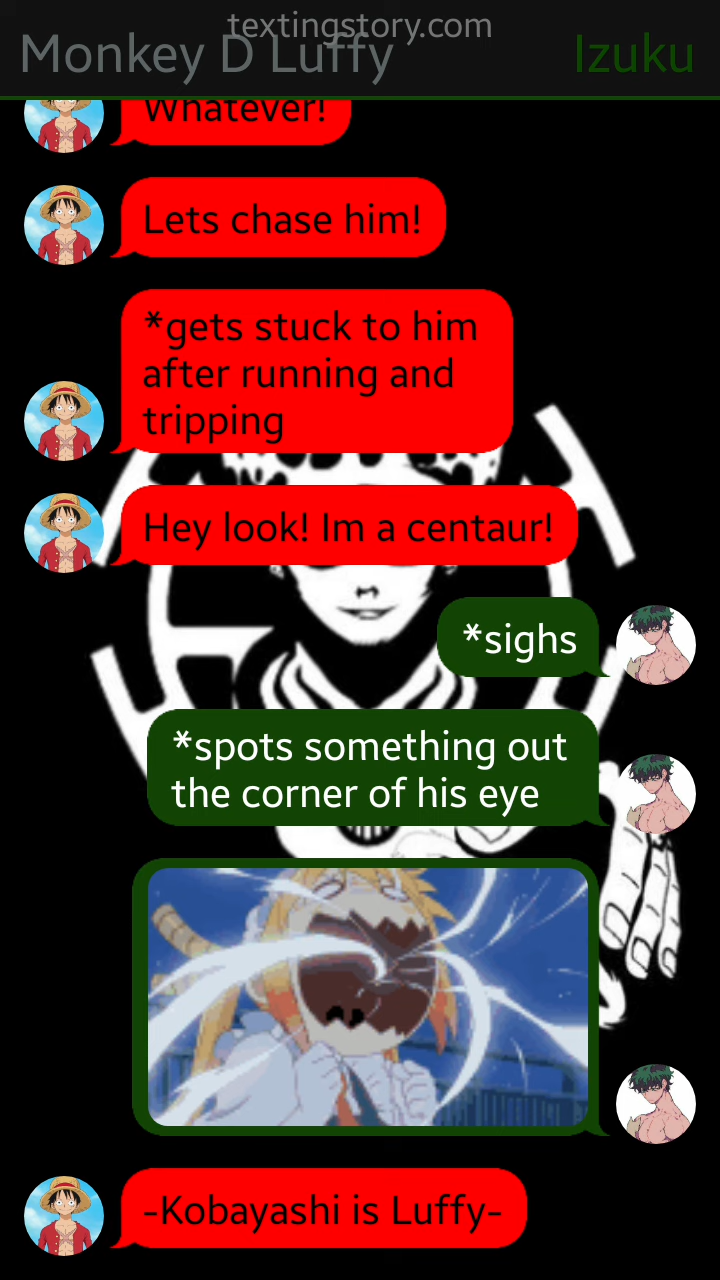 textingstory.com
Monkey D Luffy
Izuku
Whatever!
Lets chase him!
*gets stuck to him
after running and
tripping
Hey look! Im a centaur!
*sighs
*spots something out
the corner of his eye
-Kobayashi is Luffy-